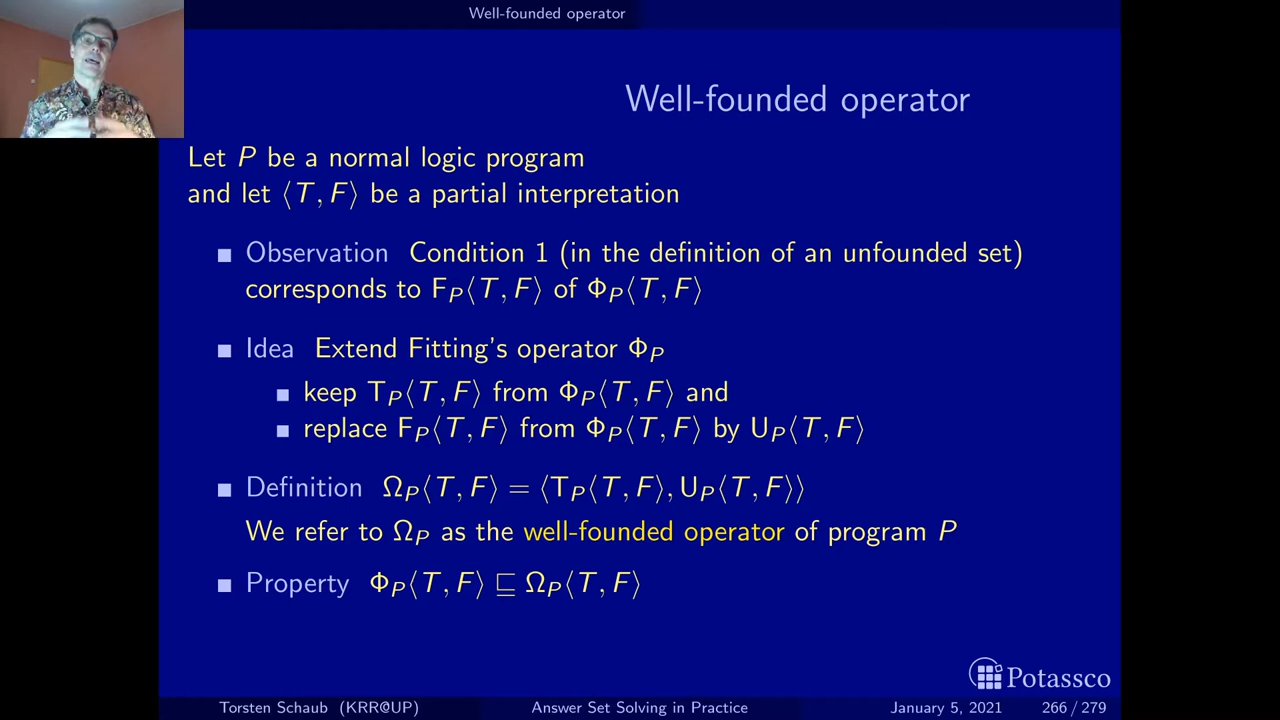 Well-founded operator
Well-founded operator
Let P be a normal logic program
and let ⟨T, F⟩ be a partial interpretation
■ Observation Condition 1 (in the definition of an unfounded set)
corresponds to F_P⟨T, F⟩ of Φ_P⟨T, F⟩
■ Idea Extend Fitting's operator Φ_P
■ keep T_P⟨T, F⟩ from Φ_P⟨T, F⟩ and
■ replace F_P⟨T, F⟩ from Φ_P⟨T, F⟩ by U_P⟨T, F⟩
■ Definition Ω_P⟨T, F⟩ = ⟨T_P⟨T, F⟩, U_P⟨T, F⟩⟩
We refer to Ω_P as the well-founded operator of program P
■ Property Φ_P⟨T, F⟩ ⊑ Ω_P⟨T, F⟩
Potassco
Torsten Schaub (KRR@UP) Answer Set Solving in Practice January 5, 2021 266 / 279